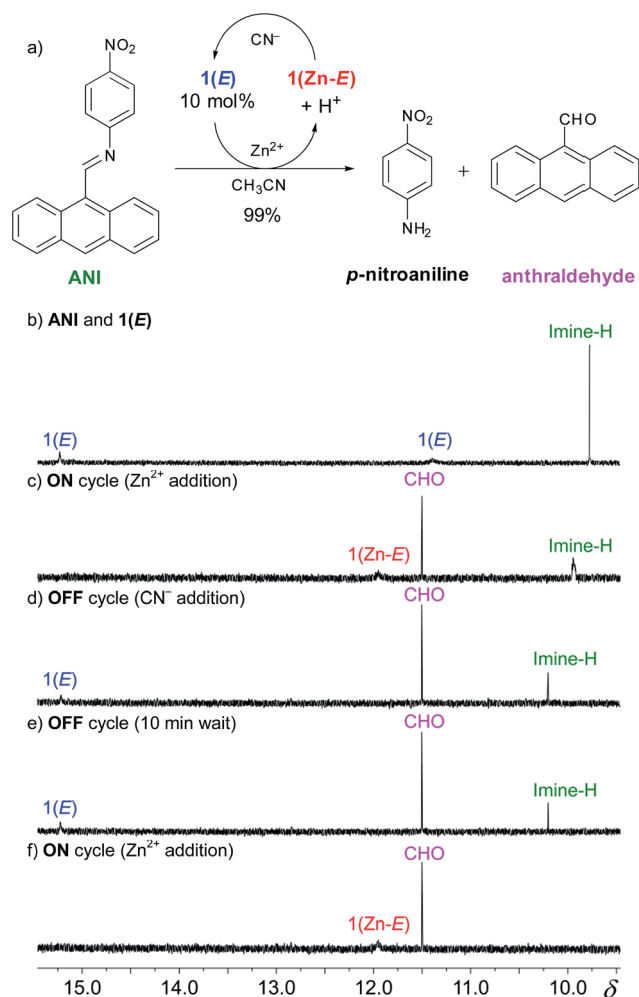 a)
NO₂
N
ANI
CN⁻
1(E)
1(Zn-E)
10 mol%
+ H⁺
Zn²⁺
CH₃CN
99%
NO₂
NH₂
p-nitroaniline
+
CHO
anthraldehyde
b) ANI and 1(E)
Imine-H
1(E)
1(E)
c) ON cycle (Zn²⁺ addition)
CHO
1(Zn-E)
Imine-H
d) OFF cycle (CN⁻ addition)
CHO
1(E)
Imine-H
e) OFF cycle (10 min wait)
CHO
1(E)
Imine-H
f) ON cycle (Zn²⁺ addition)
CHO
1(Zn-E)
15.0 14.0 13.0 12.0 11.0 10.0 δ